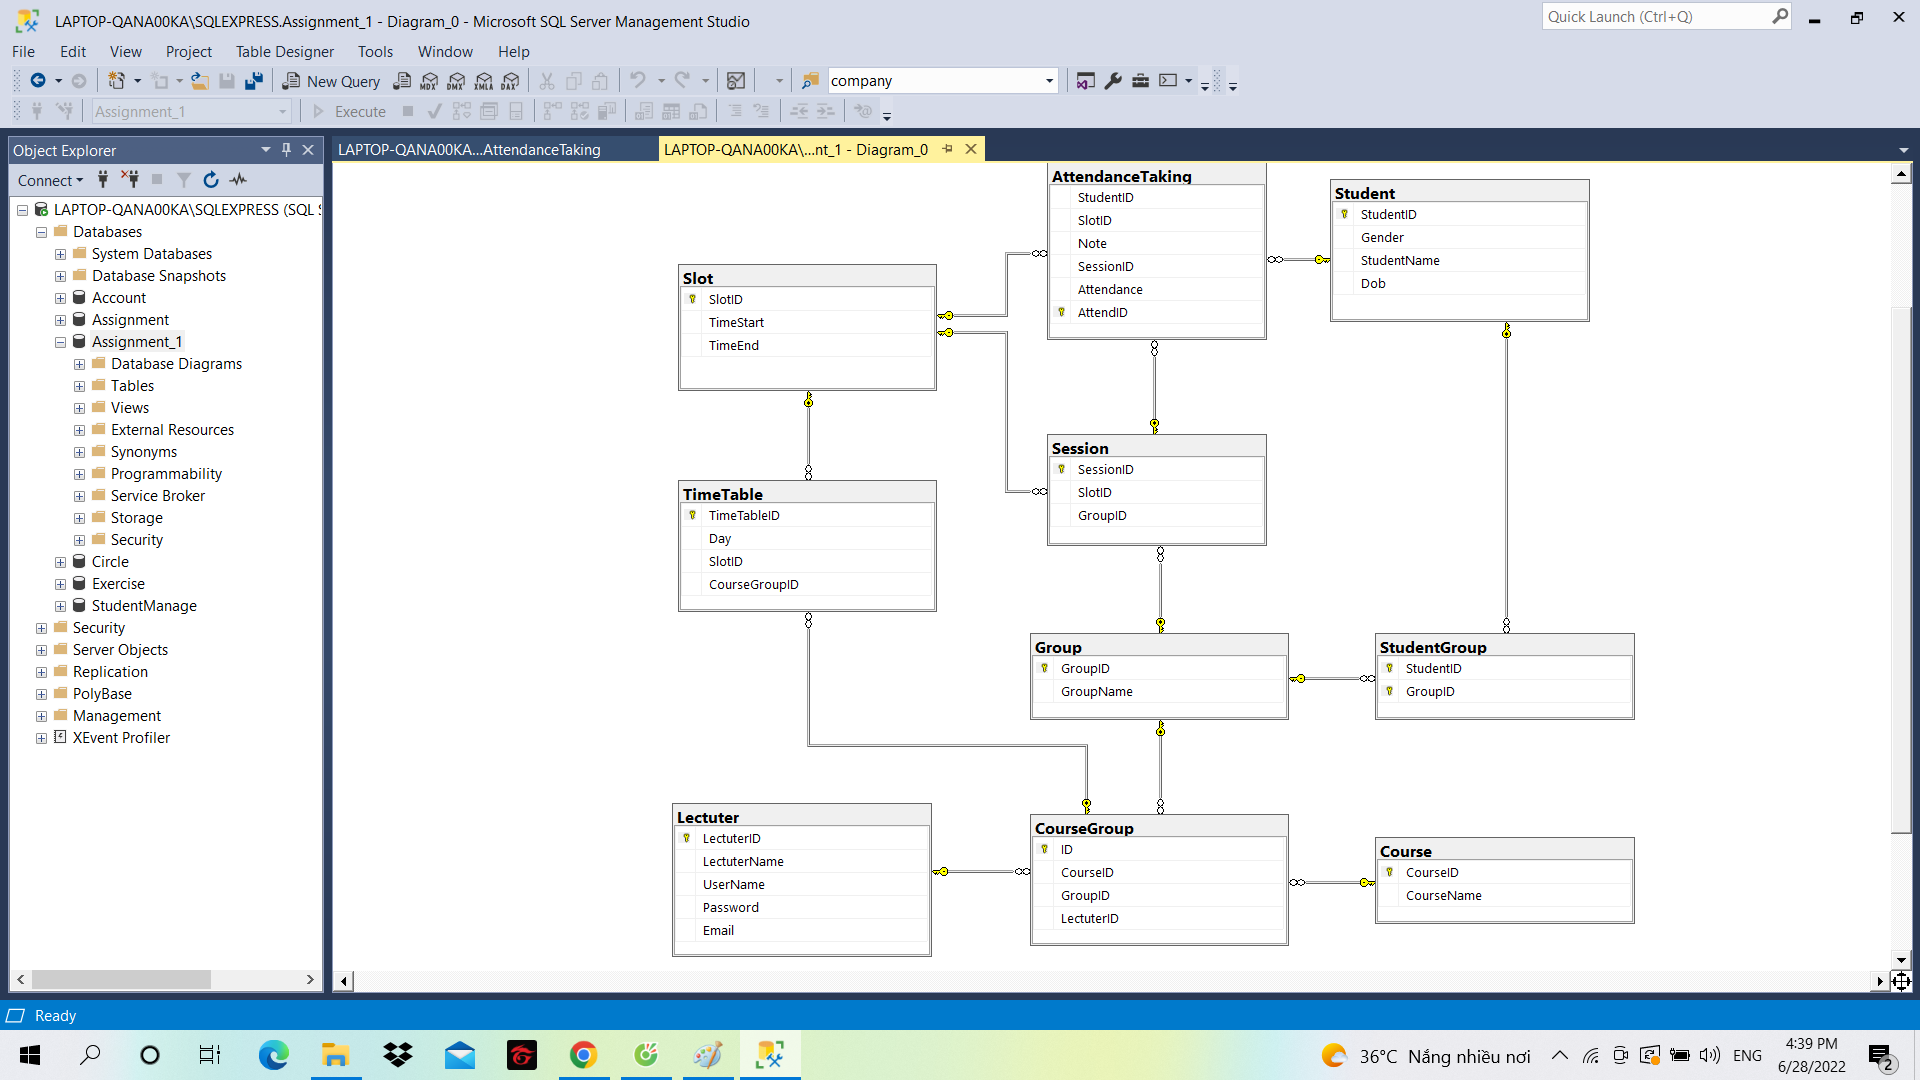 LAPTOP-QANA00KA\SQLEXPRESS.Assignment_1 - Diagram_0 - Microsoft SQL Server Management Studio
Quick Launch (Ctrl+Q)
File Edit View Project Table Designer Tools Window Help
New Query MDX DMX XMLA DAX company
Assignment_1 Execute
Object Explorer
Connect
LAPTOP-QANA00KA\SQLEXPRESS (SQL S
Databases
System Databases
Database Snapshots
Account
Assignment
Assignment_1
Database Diagrams
Tables
Views
External Resources
Synonyms
Programmability
Service Broker
Storage
Security
Circle
Exercise
StudentManage
Security
Server Objects
Replication
PolyBase
Management
XEvent Profiler
LAPTOP-QANA00KA...AttendanceTaking
LAPTOP-QANA00KA\...nt_1 - Diagram_0
AttendanceTaking
StudentID
SlotID
Note
SessionID
Attendance
AttendID
Student
StudentID
Gender
StudentName
Dob
Slot
SlotID
TimeStart
TimeEnd
Session
SessionID
SlotID
GroupID
TimeTable
TimeTableID
Day
SlotID
CourseGroupID
Group
GroupID
GroupName
StudentGroup
StudentID
GroupID
Lectuter
LectuterID
LectuterName
UserName
Password
Email
CourseGroup
ID
CourseID
GroupID
LectuterID
Course
CourseID
CourseName
Ready
36°C Nắng nhiều nơi
ENG
4:39 PM
6/28/2022
2